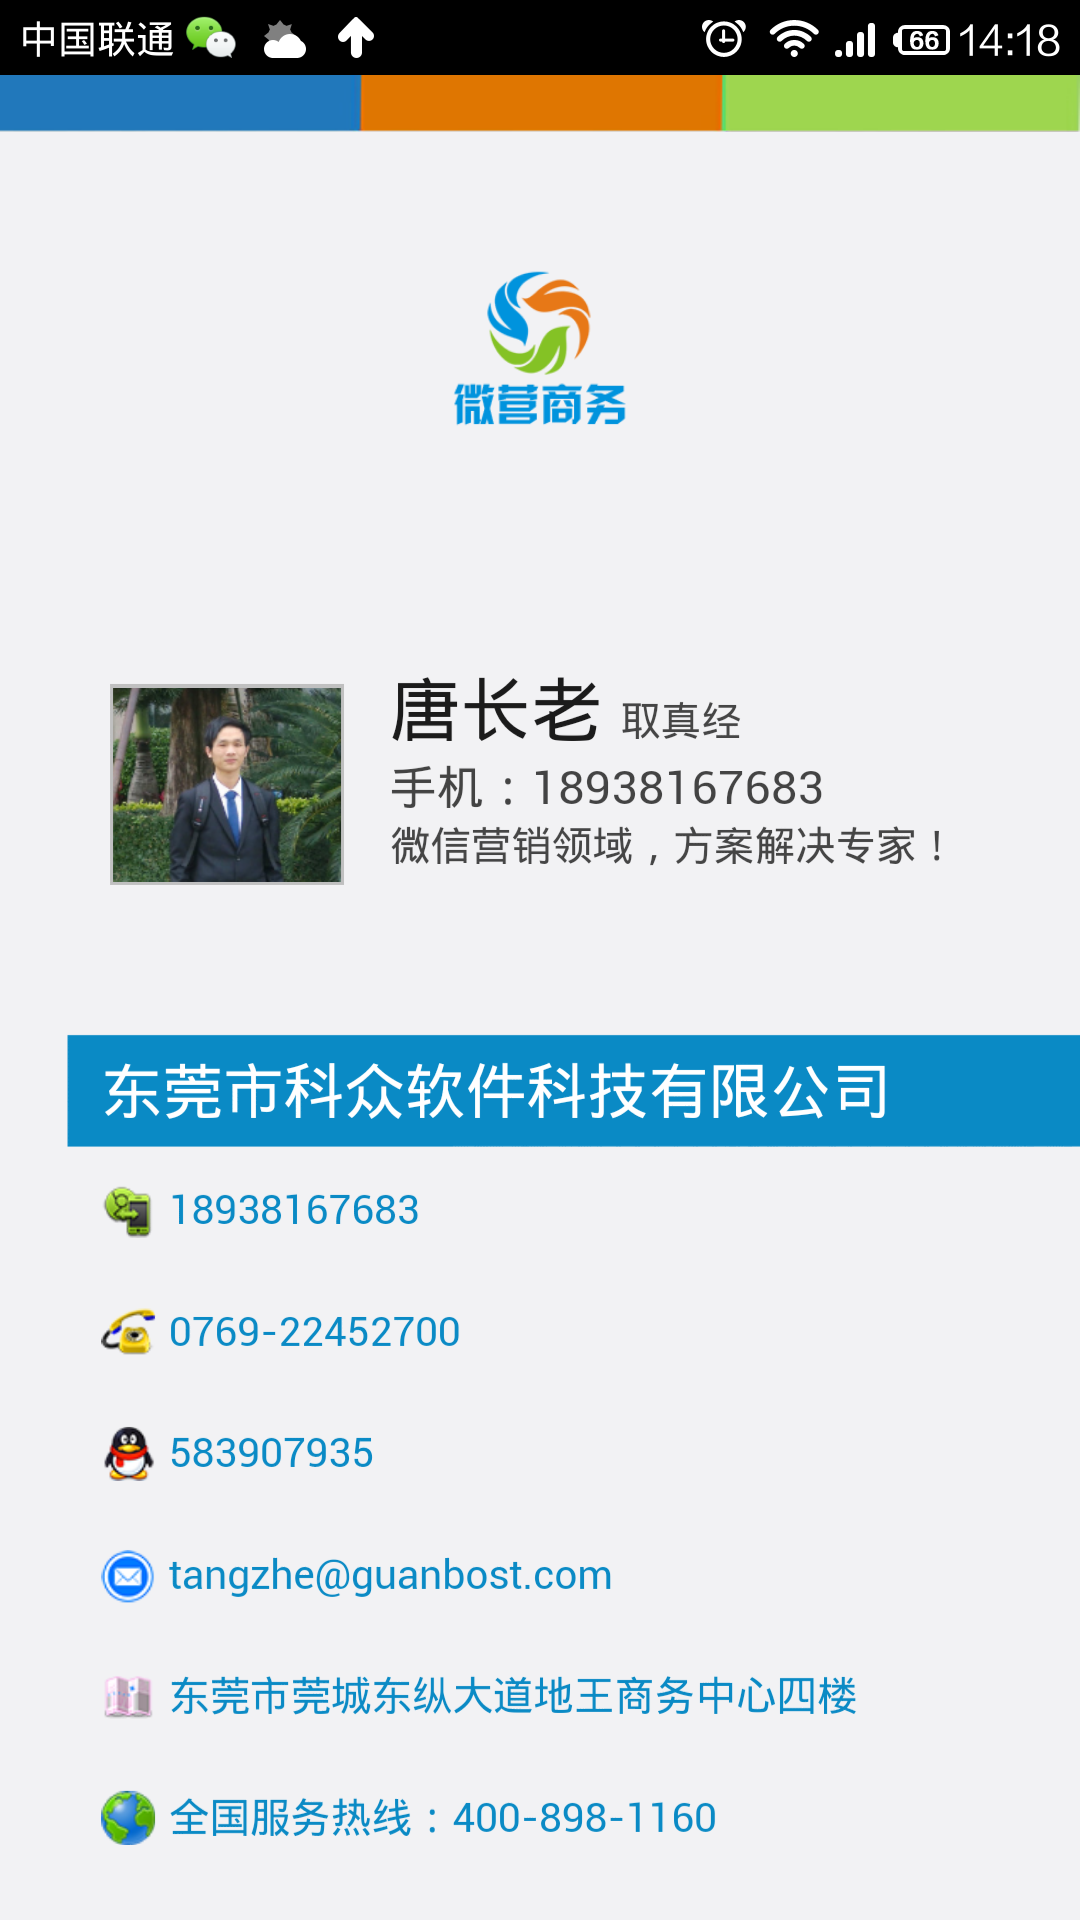 中国联通 66 14:18
微营商务
唐长老 取真经
手机：18938167683
微信营销领域，方案解决专家！
东莞市科众软件科技有限公司
18938167683
0769-22452700
583907935
tangzhe@guanbost.com
东莞市莞城东纵大道地王商务中心四楼
全国服务热线：400-898-1160